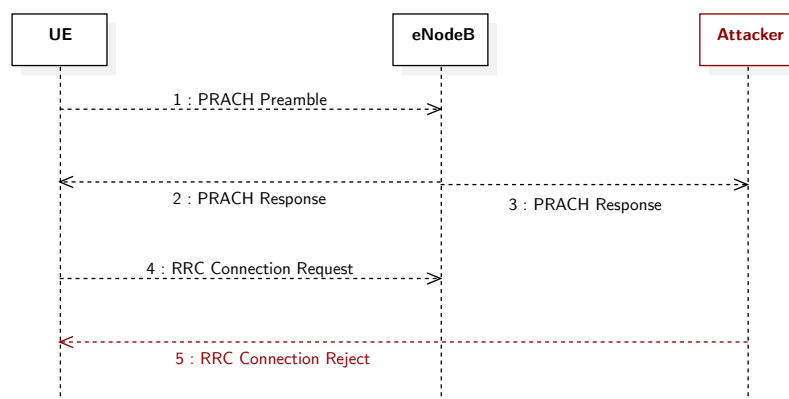 UE
eNodeB
Attacker
1 : PRACH Preamble
2 : PRACH Response
3 : PRACH Response
4 : RRC Connection Request
5 : RRC Connection Reject